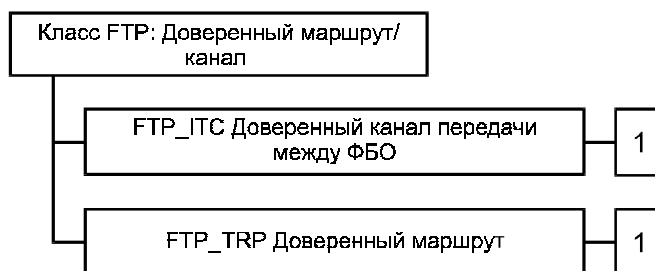 Класс FTP: Доверенный маршрут/
канал
FTP_ITC Доверенный канал передачи
между ФБО
1
FTP_TRP Доверенный маршрут
1